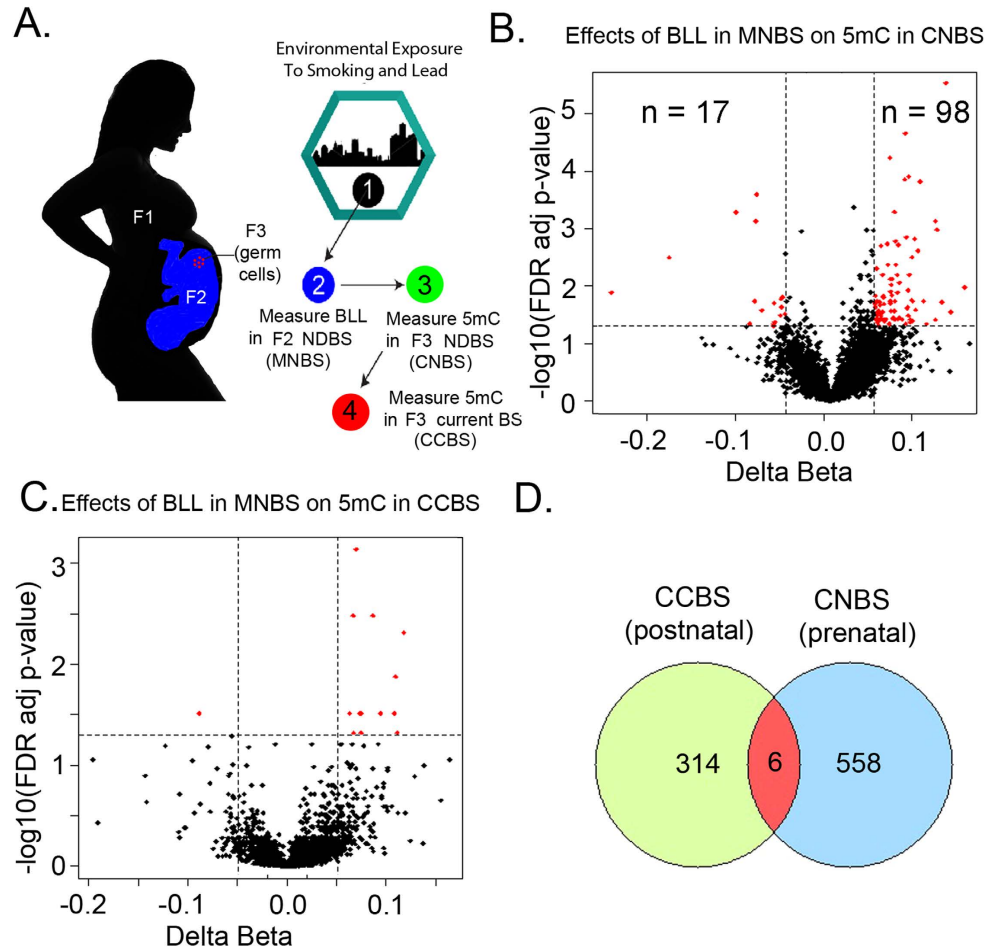 A.
Environmental Exposure
To Smoking and Lead
1
F1
F3
(germ
cells)
F2
2
3
Measure BLL
in F2 NDBS
(MNBS)
Measure 5mC
in F3 NDBS
(CNBS)
4
Measure 5mC
in F3 current BS
(CCBS)
B.
Effects of BLL in MNBS on 5mC in CNBS
n = 17
n = 98
-log10(FDR adj p-value)
5
4
3
2
1
0
-0.2
-0.1
0.0
0.1
Delta Beta
C.
Effects of BLL in MNBS on 5mC in CCBS
-log10(FDR adj p-value)
3
2
1
0
-0.2
-0.1
0.0
0.1
Delta Beta
D.
CCBS
(postnatal)
CNBS
(prenatal)
314
6
558